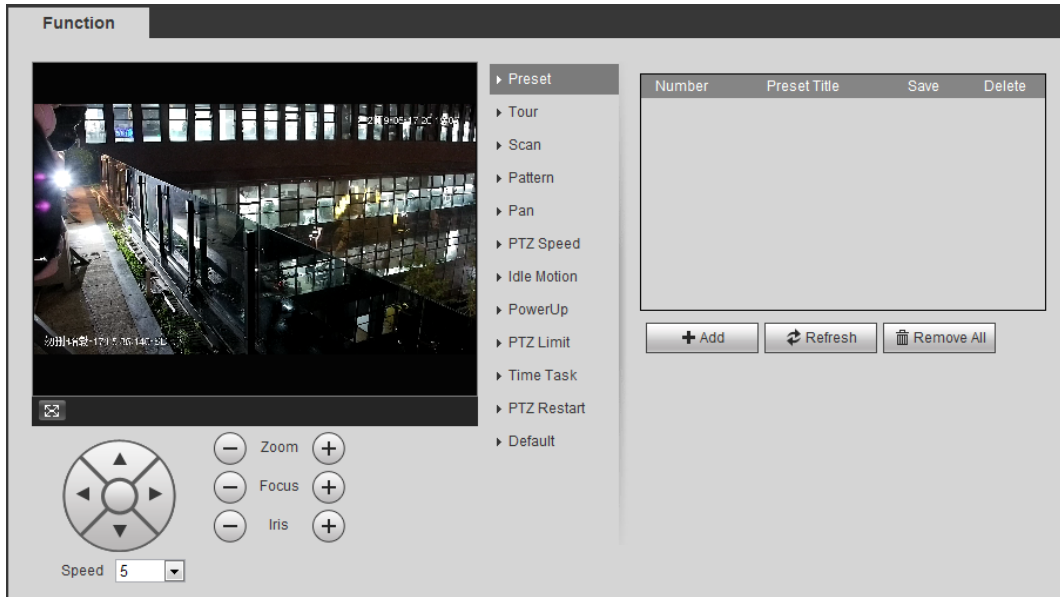 Function
Preset
Tour
Scan
Pattern
Pan
PTZ Speed
Idle Motion
PowerUp
PTZ Limit
Time Task
PTZ Restart
Default
Number Preset Title Save Delete
Add Refresh Remove All
Zoom
Focus
Iris
Speed 5